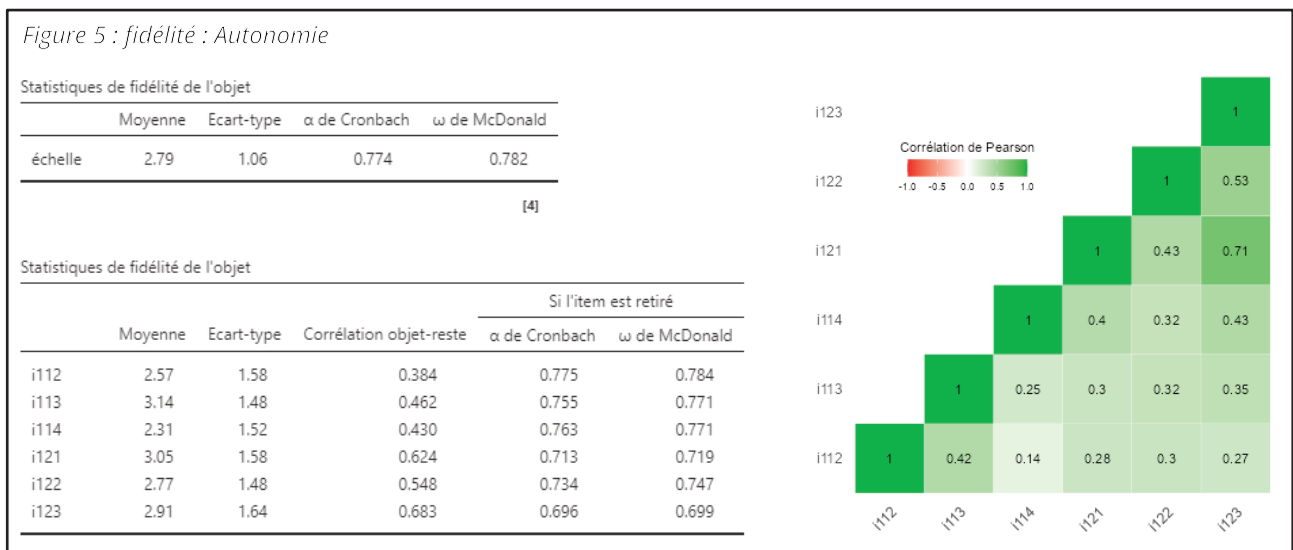 Figure 5 : fidélité : Autonomie
Statistiques de fidélité de l'objet
Moyenne Ecart-type α de Cronbach ω de McDonald
échelle 2.79 1.06 0.774 0.782
[4]
Statistiques de fidélité de l'objet
Si l'item est retiré
Moyenne Ecart-type Corrélation objet-reste α de Cronbach ω de McDonald
i112 2.57 1.58 0.384 0.775 0.784
i113 3.14 1.48 0.462 0.755 0.771
i114 2.31 1.52 0.430 0.763 0.771
i121 3.05 1.58 0.624 0.713 0.719
i122 2.77 1.48 0.548 0.734 0.747
i123 2.91 1.64 0.683 0.696 0.699
i123 1
Corrélation de Pearson
-1.0 -0.5 0.0 0.5 1.0
i122 1 0.53
i121 1 0.43 0.71
i114 1 0.4 0.32 0.43
i113 1 0.25 0.3 0.32 0.35
i112 1 0.42 0.14 0.28 0.3 0.27
i112 i113 i114 i121 i122 i123